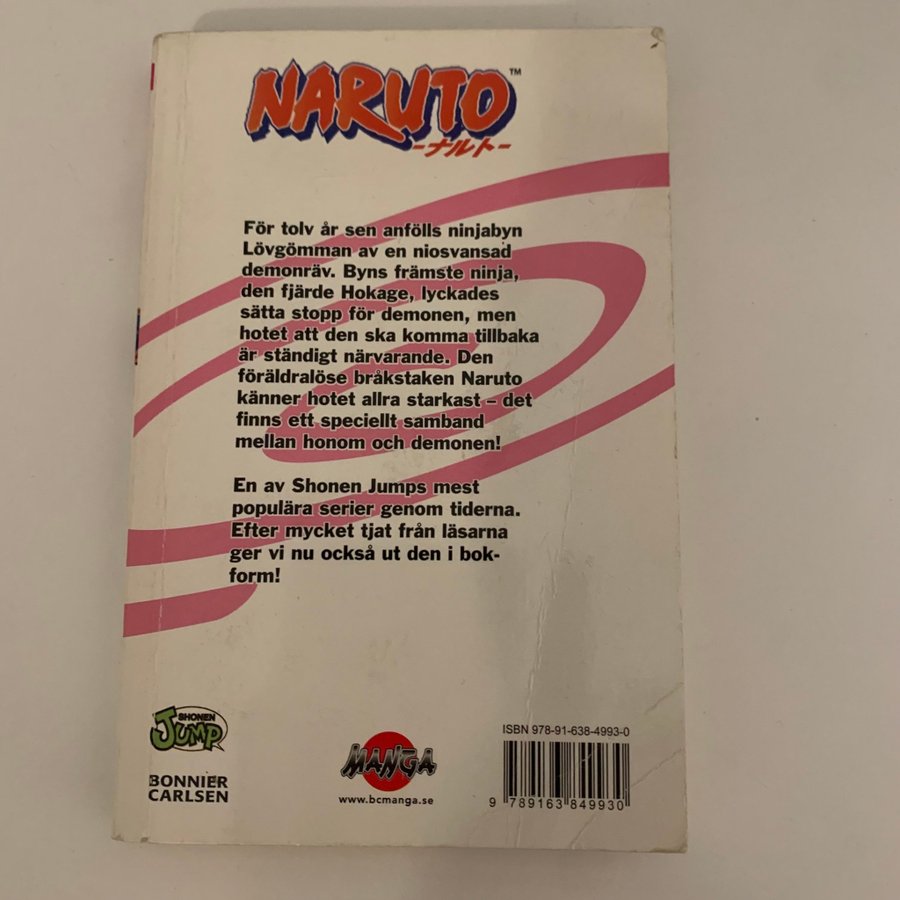 NARUTO™
-ナルト-
För tolv år sen anfölls ninjabyn
Lövgömman av en niosvansad
demonräv. Byns främste ninja,
den fjärde Hokage, lyckades
sätta stopp för demonen, men
hotet att den ska komma tillbaka
är ständigt närvarande. Den
föräldralöse bråkstaken Naruto
känner hotet allra starkast – det
finns ett speciellt samband
mellan honom och demonen!
En av Shonen Jumps mest
populära serier genom tiderna.
Efter mycket tjat från läsarna
ger vi nu också ut den i bok-
form!
SHONEN
JUMP
BONNIER
CARLSEN
MANGA
www.bcmanga.se
ISBN 978-91-638-4993-0
9 789163 849930